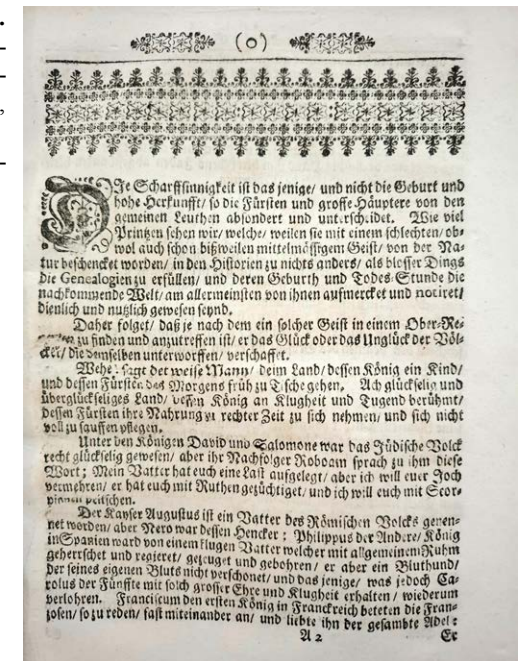 ( o )
Die Scharffsinnigkeit ist das jenige/ und nicht die Geburt und
hohe Herkunfft/ so die Fürsten und grosse Häuptere von den
gemeinen Leuthen absondert und unterscheidet. Wie viel
Printzen sehen wir/ welche/ weilen sie mit einem schlechten/ ob-
wol auch schon bißweilen mittelmässigem Geist/ von der Na-
tur beschencket worden/ in den Historien zu nichts anders/ als blosser Dings
die Genealogien zu erfüllen/ und deren Geburth und Todes-Stunde die
nachkommende Welt/ am allermeinsten von ihnen aufmercket und notiret/
dienlich und nutzlich gewesen seynd.
Daher folget/ daß je nach dem ein solcher Geist in einem Ober-Re-
zu finden und anzutreffen ist/ er das Glück oder das Unglück der Völ-
cker/ die demselben unterworffen/ verschaffet.
Wehe/ sagt der weise Mann/ deim Land/ dessen König ein Kind/
und dessen Fürsten des Morgens früh zu Tsche gehen. Ach glückselig und
überglückseliges Land/ dessen König an Klugheit und Tugend berühmt/
dessen Fürsten ihre Nahrung zu rechter Zeit zu sich nehmen/ und sich nicht
voll zu sauffen pflegen.
Unter den Königen David und Salomone war das Jüdische Volck
recht glückselig gewesen/ aber ihr Nachfolger Roboam sprach zu ihm diese
Wort; Mein Vatter hat euch eine Last aufgelegt/ aber ich will euer Joch
vermehren/ er hat euch mit Ruthen gezüchtiget/ und ich will euch mit Scor-
pionen peitschen.
Der Kayser Augustus ist ein Vatter des Römischen Volcks genen-
net worden/ aber Nero war dessen Hencker: Philippus der Andere/ König
in Spanien ward von einem klugen Vatter welcher mit allgemeinem Ruhm
geherrschet und regieret/ gezeuget und gebohren/ er aber ein Bluthund/
der seines eigenen Bluts nicht verschonet/ und das jenige/ was jedoch Ca-
rolus der Fünffte mit solch grosser Ehre und Klugheit erhalten/ wiederum
verlohren. Franciscum den ersten König in Franckreich beteten die Fran-
zosen/ so zu reden/ fast miteinander an/ und liebte ihn der gesambte Adel:
A 2 Er